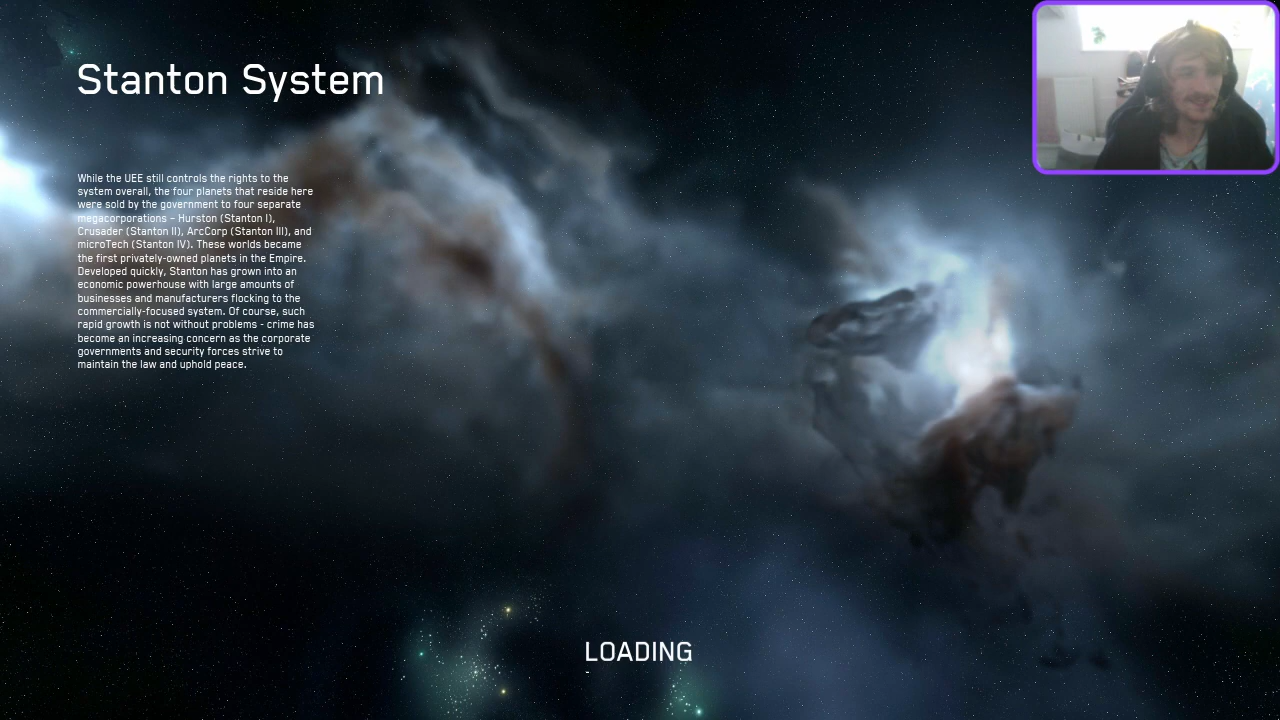 Stanton System
While the UEE still controls the rights to the
system overall, the four planets that reside here
were sold by the government to four separate
megacorporations - Hurston (Stanton I),
Crusader (Stanton II), ArcCorp (Stanton III), and
microTech (Stanton IV). These worlds became
the first privately-owned planets in the Empire.
Developed quickly, Stanton has grown into an
economic powerhouse with large amounts of
businesses and manufacturers flocking to the
commercially-focused system. Of course, such
rapid growth is not without problems - crime has
become an increasing concern as the corporate
governments and security forces strive to
maintain the law and uphold peace.
LOADING